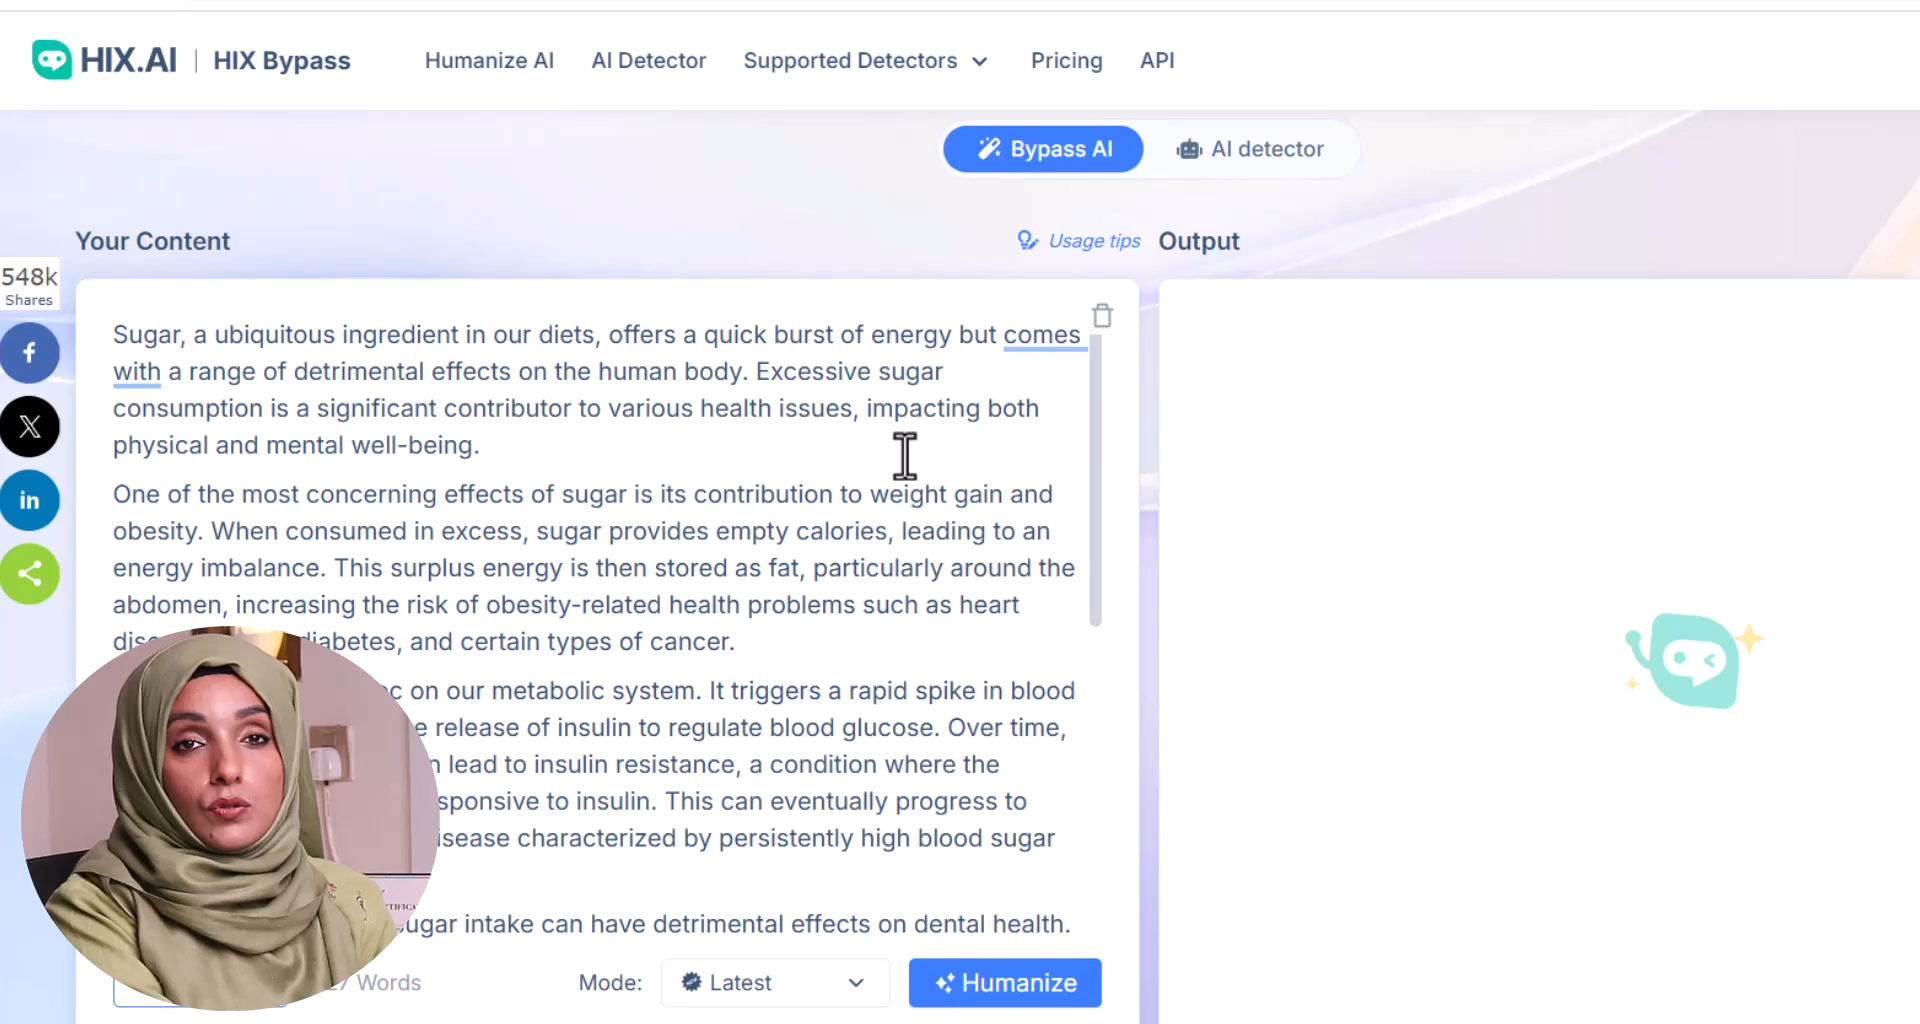 HIX.AI | HIX Bypass
Humanize AI
AI Detector
Supported Detectors
Pricing
API
Bypass AI
AI detector
Your Content
Usage tips
Output
548k
Shares
Sugar, a ubiquitous ingredient in our diets, offers a quick burst of energy but comes
with a range of detrimental effects on the human body. Excessive sugar
consumption is a significant contributor to various health issues, impacting both
physical and mental well-being.
One of the most concerning effects of sugar is its contribution to weight gain and
obesity. When consumed in excess, sugar provides empty calories, leading to an
energy imbalance. This surplus energy is then stored as fat, particularly around the
abdomen, increasing the risk of obesity-related health problems such as heart
diabetes, and certain types of cancer.
on our metabolic system. It triggers a rapid spike in blood
release of insulin to regulate blood glucose. Over time,
lead to insulin resistance, a condition where the
to insulin. This can eventually progress to
characterized by persistently high blood sugar
sugar intake can have detrimental effects on dental health.
Words
Mode:
Latest
Humanize